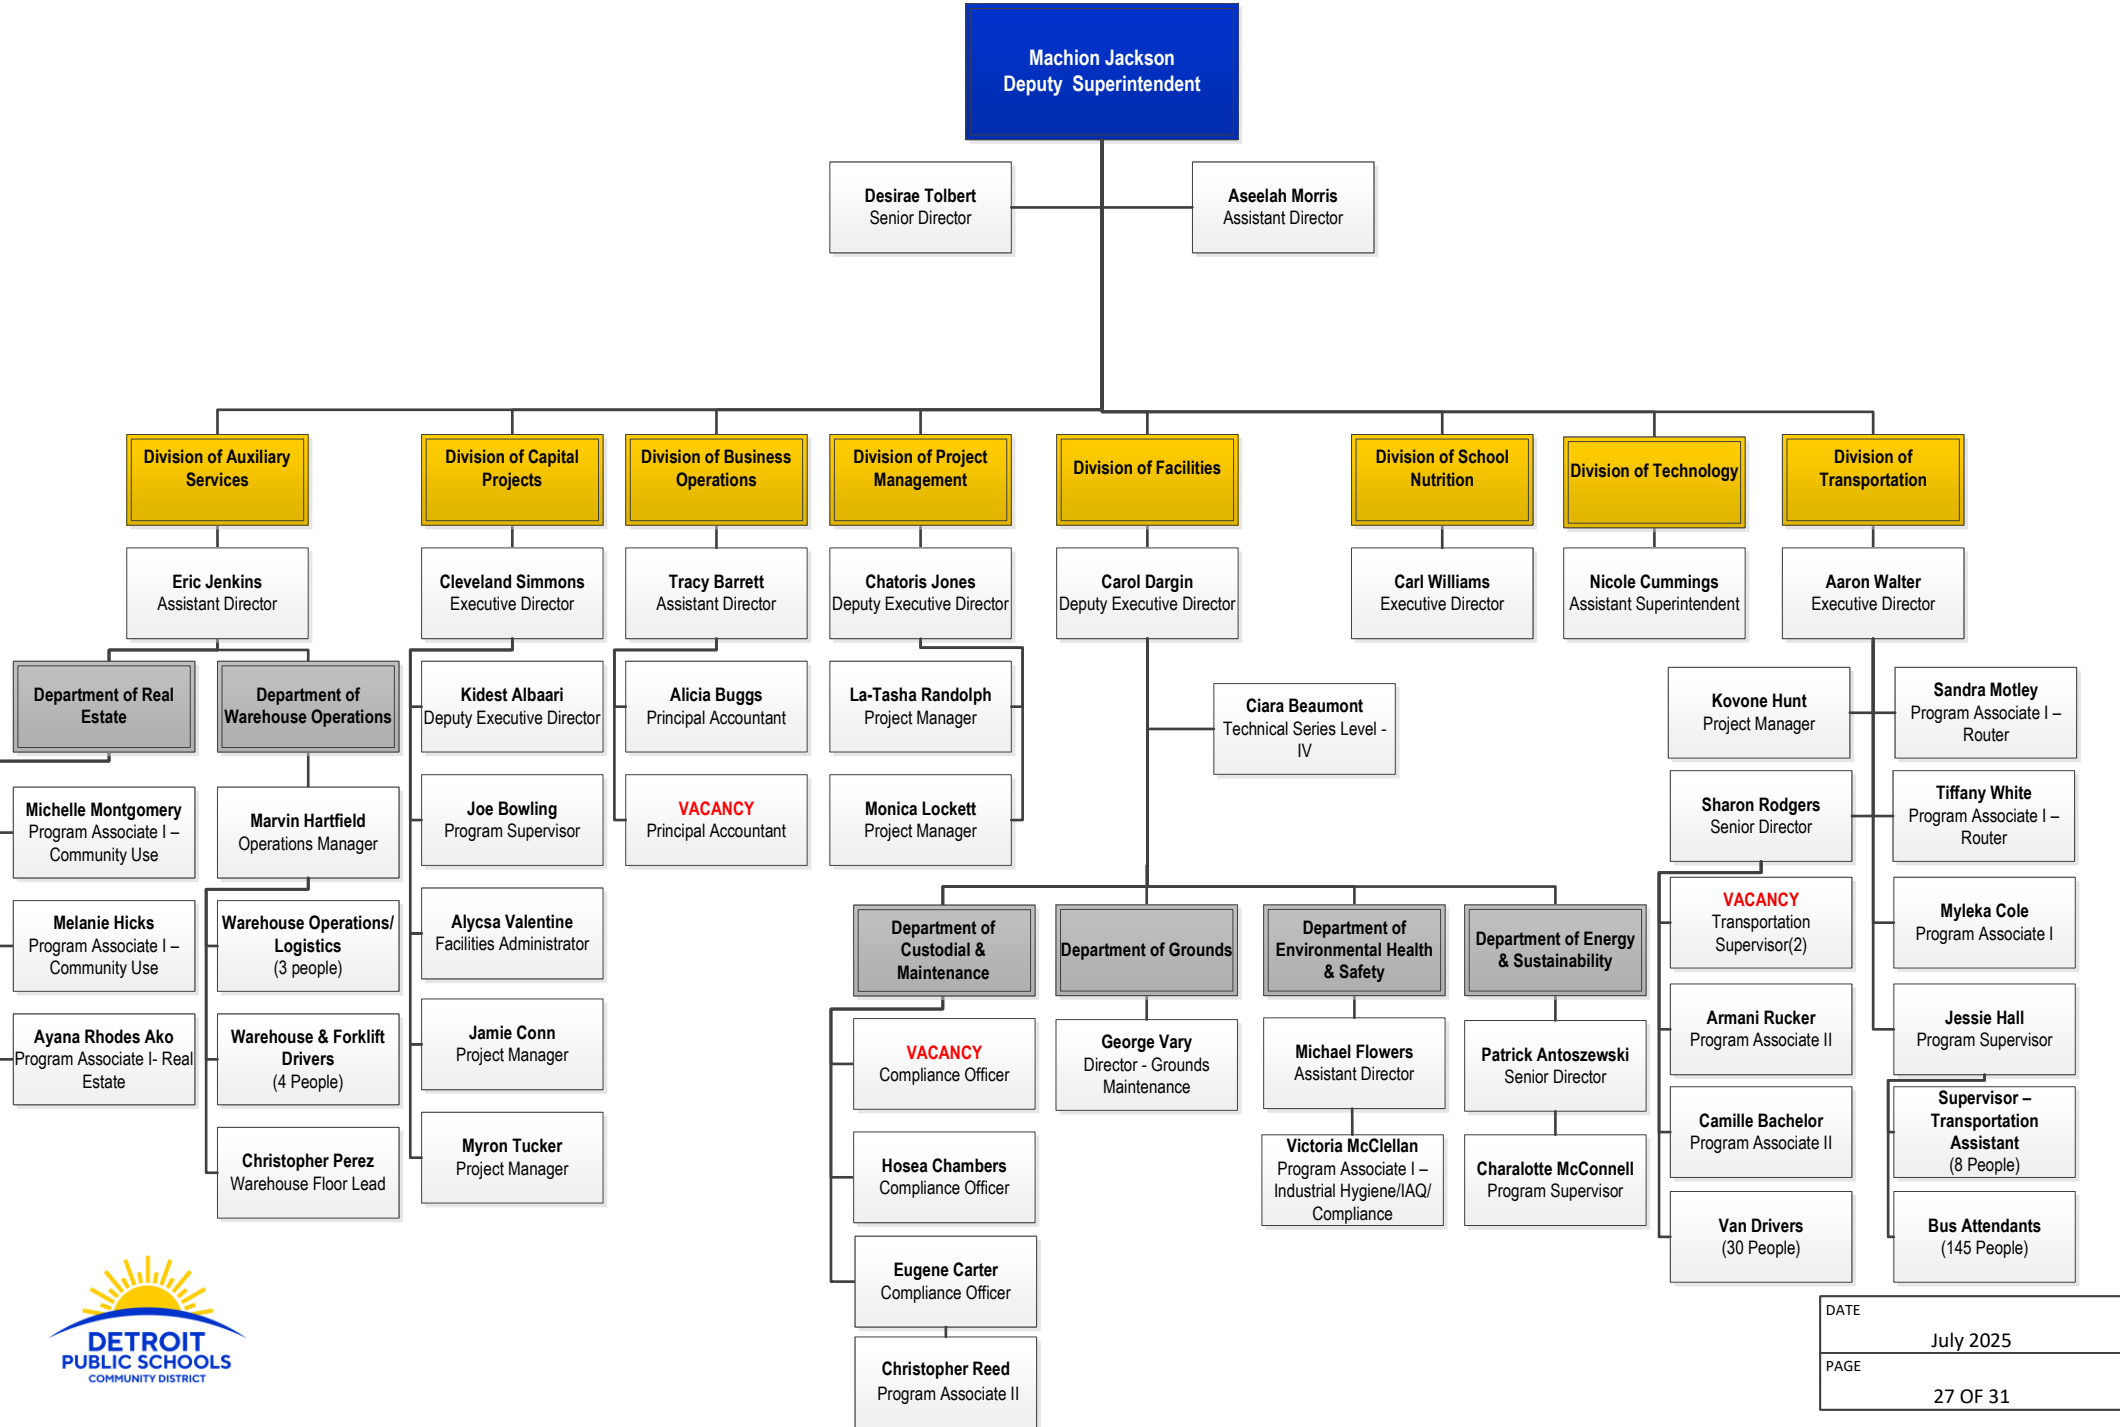 Machion Jackson
Deputy Superintendent
Desirae Tolbert
Senior Director
Aseelah Morris
Assistant Director
Division of Auxiliary
Services
Division of Capital
Projects
Division of Business
Operations
Division of Project
Management
Division of Facilities
Division of School
Nutrition
Division of Technology
Division of
Transportation
Eric Jenkins
Assistant Director
Cleveland Simmons
Executive Director
Tracy Barrett
Assistant Director
Chatoris Jones
Deputy Executive Director
Carol Dargin
Deputy Executive Director
Carl Williams
Executive Director
Nicole Cummings
Assistant Superintendent
Aaron Walter
Executive Director
Department of Real
Estate
Department of
Warehouse Operations
Michelle Montgomery
Program Associate I –
Community Use
Melanie Hicks
Program Associate I –
Community Use
Ayana Rhodes Ako
Program Associate I- Real
Estate
Marvin Hartfield
Operations Manager
Warehouse Operations/
Logistics
(3 people)
Warehouse & Forklift
Drivers
(4 People)
Christopher Perez
Warehouse Floor Lead
Kidest Albaari
Deputy Executive Director
Joe Bowling
Program Supervisor
Alycsa Valentine
Facilities Administrator
Jamie Conn
Project Manager
Myron Tucker
Project Manager
Alicia Buggs
Principal Accountant
VACANCY
Principal Accountant
La-Tasha Randolph
Project Manager
Monica Lockett
Project Manager
Ciara Beaumont
Technical Series Level -
IV
Department of
Custodial &
Maintenance
Department of Grounds
Department of
Environmental Health
& Safety
Department of Energy
& Sustainability
VACANCY
Compliance Officer
Hosea Chambers
Compliance Officer
Eugene Carter
Compliance Officer
Christopher Reed
Program Associate II
George Vary
Director - Grounds
Maintenance
Michael Flowers
Assistant Director
Victoria McClellan
Program Associate I –
Industrial Hygiene/IAQ/
Compliance
Patrick Antoszewski
Senior Director
Charalotte McConnell
Program Supervisor
Kovone Hunt
Project Manager
Sandra Motley
Program Associate I –
Router
Sharon Rodgers
Senior Director
Tiffany White
Program Associate I –
Router
VACANCY
Transportation
Supervisor(2)
Myleka Cole
Program Associate I
Armani Rucker
Program Associate II
Jessie Hall
Program Supervisor
Camille Bachelor
Program Associate II
Supervisor –
Transportation
Assistant
(8 People)
Van Drivers
(30 People)
Bus Attendants
(145 People)
DETROIT
PUBLIC SCHOOLS
COMMUNITY DISTRICT
DATE
July 2025
PAGE
27 OF 31